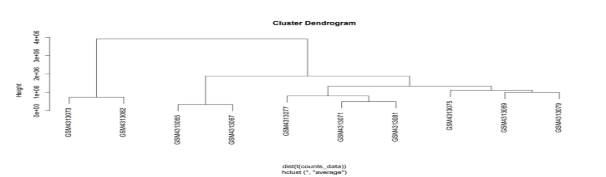 Cluster Dendrogram
Height
0e+00 1e+06 2e+06 3e+06 4e+06
GSM4313073
GSM4313082
GSM4313065
GSM4313067
GSM4313077
GSM4313071
GSM4313081
GSM4313075
GSM4313069
GSM4313079
dist(t(counts_data))
hclust (*, "average")